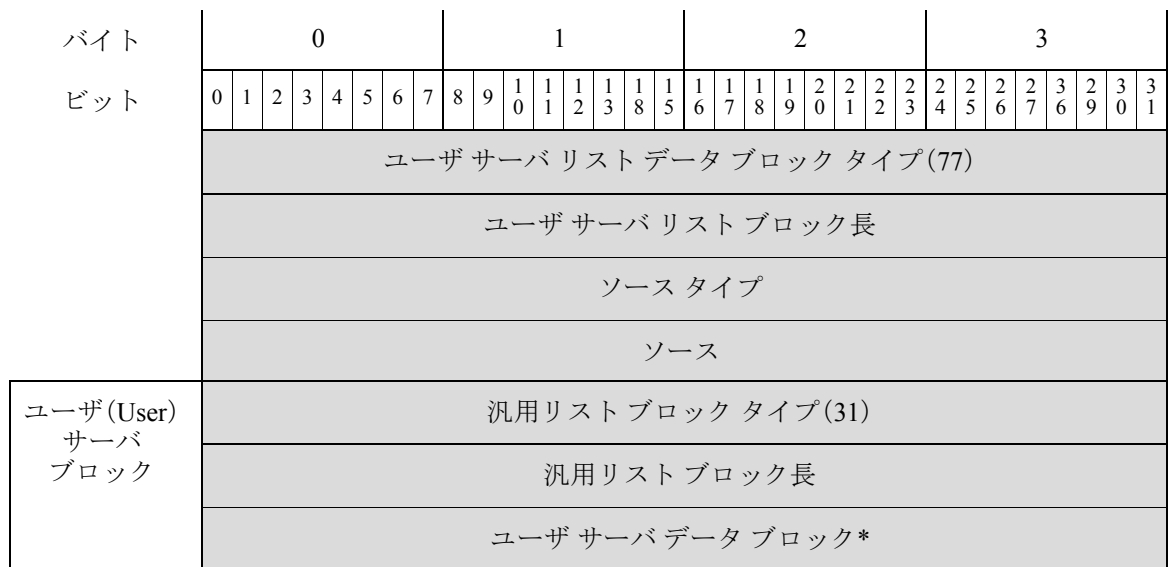 バイト 0 1 2 3
ビット 0 1 2 3 4 5 6 7 8 9 10 11 12 13 18 15 16 17 18 19 20 21 22 23 24 25 26 27 36 29 30 31
ユーザ サーバ リスト データ ブロック タイプ(77)
ユーザ サーバ リスト ブロック長
ソース タイプ
ソース
ユーザ(User)
サーバ
ブロック
汎用リスト ブロック タイプ(31)
汎用リスト ブロック長
ユーザ サーバ データ ブロック*